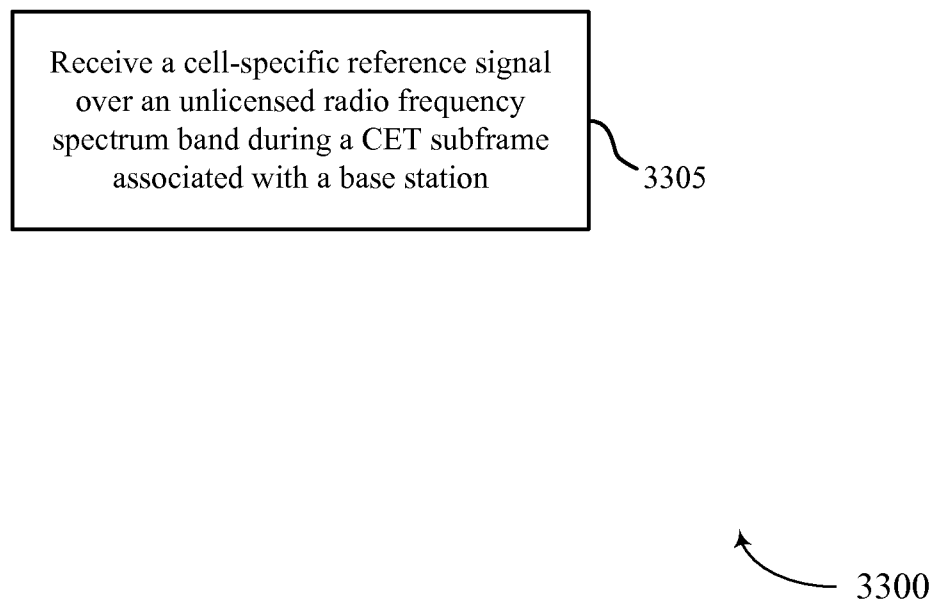 Receive a cell-specific reference signal
over an unlicensed radio frequency
spectrum band during a CET subframe
associated with a base station
3305
3300